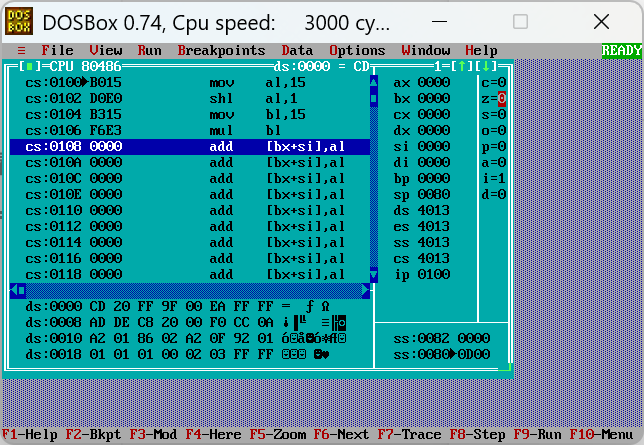 DOS BOX DOSBox 0.74, Cpu speed: 3000 cy...
≡ File View Run Breakpoints Data Options Window Help READY
[■]=CPU 80486 ds:0000 = CD 1=[↑][↓]
cs:0100►B015 mov al,15 ax 0000 c=0
cs:0102 D0E0 shl al,1 bx 0000 z=0
cs:0104 B315 mov bl,15 cx 0000 s=0
cs:0106 F6E3 mul bl dx 0000 o=0
cs:0108 0000 add [bx+si],al si 0000 p=0
cs:010A 0000 add [bx+si],al di 0000 a=0
cs:010C 0000 add [bx+si],al bp 0000 i=1
cs:010E 0000 add [bx+si],al sp 0080 d=0
cs:0110 0000 add [bx+si],al ds 4013
cs:0112 0000 add [bx+si],al es 4013
cs:0114 0000 add [bx+si],al ss 4013
cs:0116 0000 add [bx+si],al cs 4013
cs:0118 0000 add [bx+si],al ip 0100
ds:0000 CD 20 FF 9F 00 EA FF FF = ƒ Ω
ds:0008 AD DE C8 20 00 F0 CC 0A
ds:0010 A2 01 86 02 A2 0F 92 01 ss:0082 0000
ds:0018 01 01 01 00 02 03 FF FF ss:0080►0D00
F1-Help F2-Bkpt F3-Mod F4-Here F5-Zoom F6-Next F7-Trace F8-Step F9-Run F10-Menu